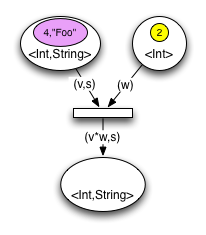 4,"Foo"
2
<Int,String>
<Int>
(v,s)
(w)
(v*w,s)
<Int,String>